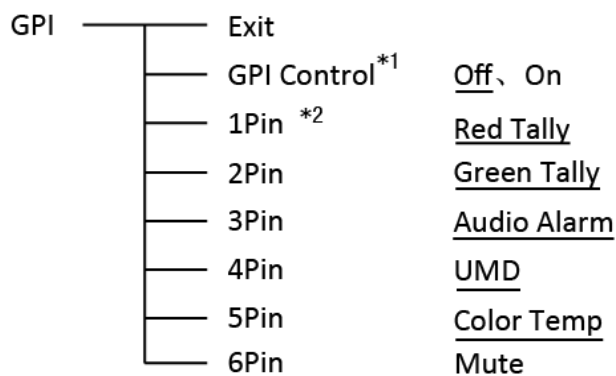 GPI Exit
GPI Control*1 Off、On
1Pin *2 Red Tally
2Pin Green Tally
3Pin Audio Alarm
4Pin UMD
5Pin Color Temp
6Pin Mute